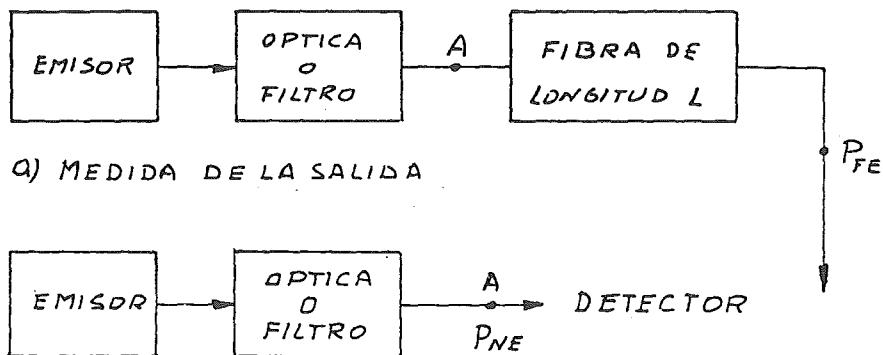 EMISOR
OPTICA
O
FILTRO
A
FIBRA DE
LONGITUD L
P_FE
a) MEDIDA DE LA SALIDA
EMISOR
OPTICA
O
FILTRO
A
P_NE
DETECTOR